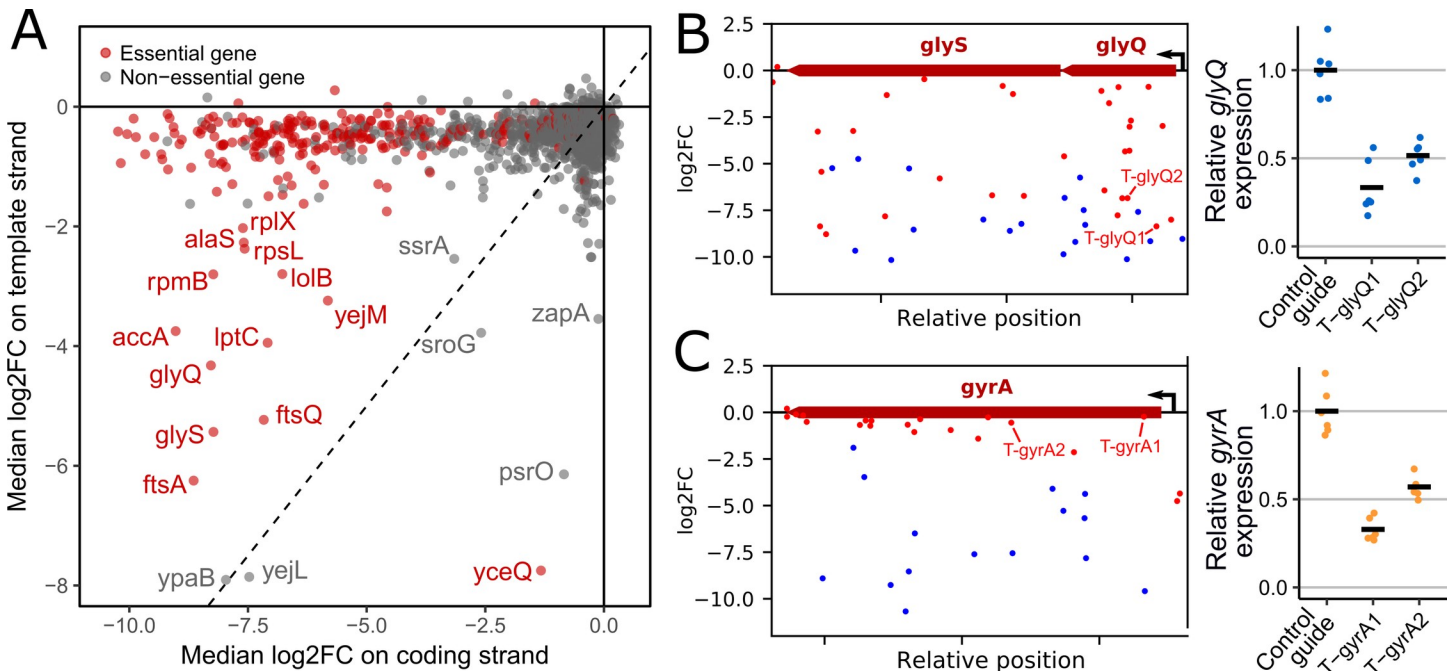 A
Essential gene
Non−essential gene
Median log2FC on template strand
0
−2
−4
−6
−8
rplX
alaS
rpsL
rpmB
lolB
yejM
accA
lptC
glyQ
ftsQ
glyS
ftsA
ssrA
zapA
sroG
psrO
ypaB
yejL
yceQ
−10.0
−7.5
−5.0
−2.5
0.0
Median log2FC on coding strand
B
log2FC
2.5
0.0
−2.5
−5.0
−7.5
−10.0
glyS
glyQ
T-glyQ2
T-glyQ1
Relative position
Relative glyQ
expression
1.0
0.5
0.0
Control
guide
T−glyQ1
T−glyQ2
C
log2FC
2.5
0.0
−2.5
−5.0
−7.5
−10.0
gyrA
T-gyrA2
T-gyrA1
Relative position
Relative gyrA
expression
1.0
0.5
0.0
Control
guide
T−gyrA1
T−gyrA2